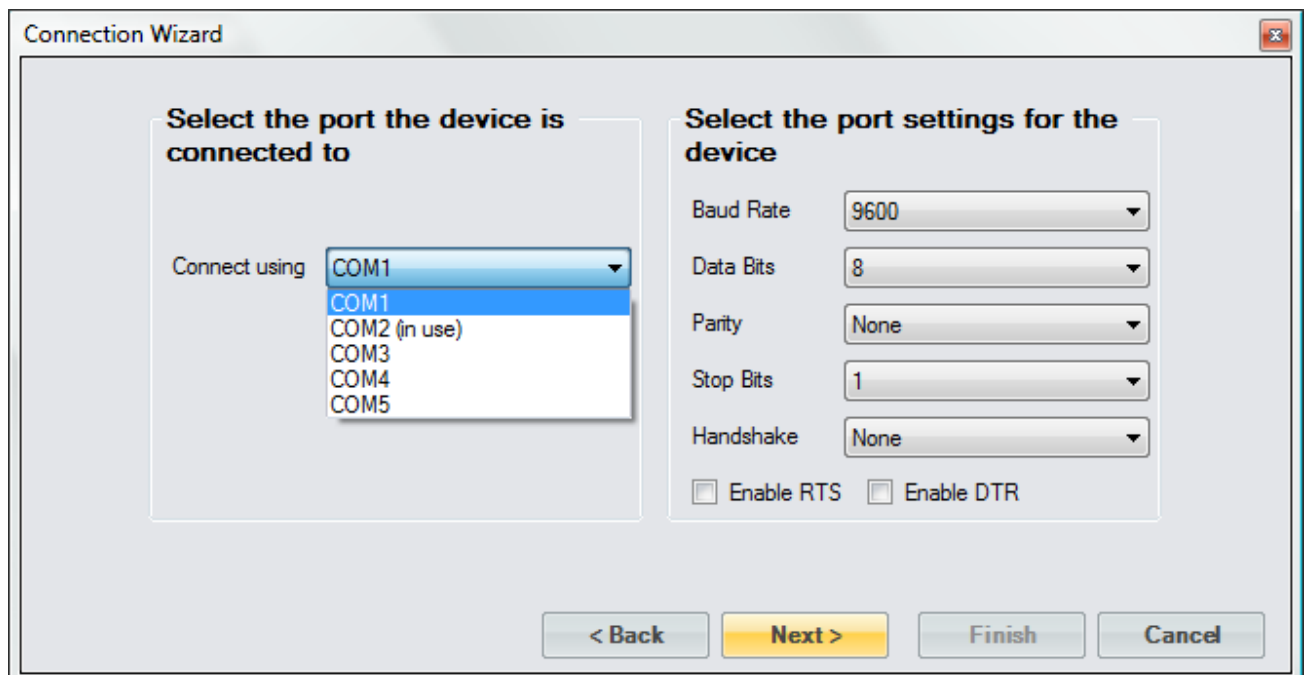 Connection Wizard
Select the port the device is
connected to
Connect using COM1
COM1
COM2 (in use)
COM3
COM4
COM5
Select the port settings for the
device
Baud Rate 9600
Data Bits 8
Parity None
Stop Bits 1
Handshake None
Enable RTS Enable DTR
< Back Next > Finish Cancel